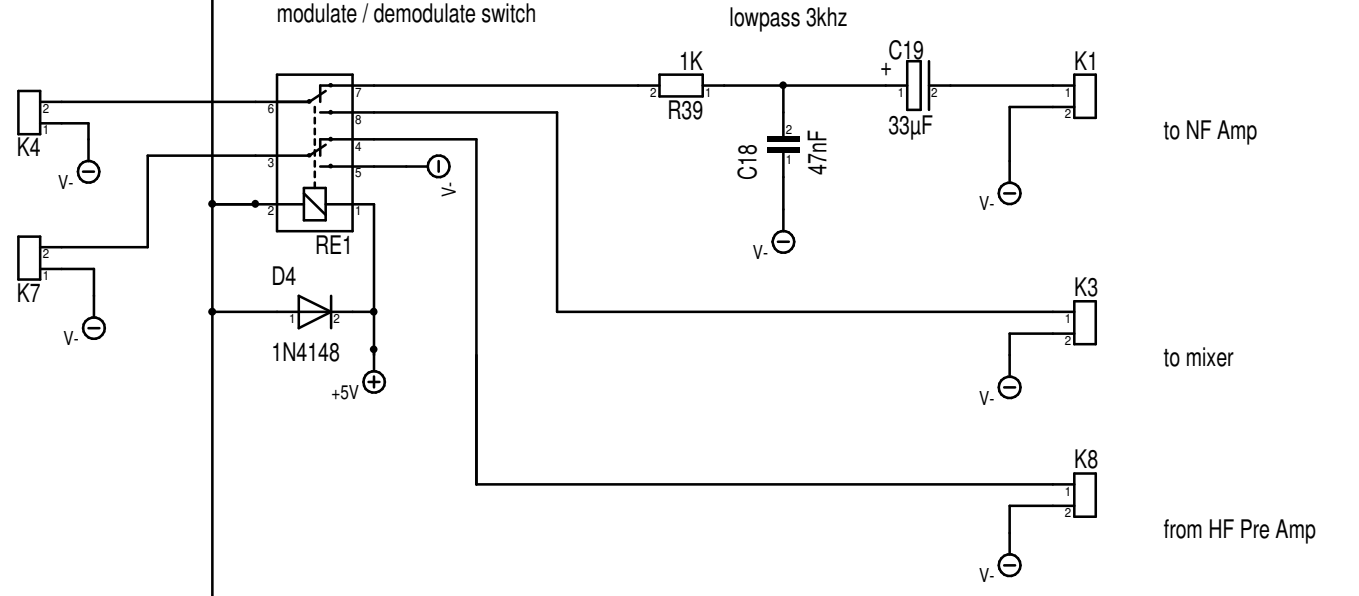 modulate / demodulate switch
lowpass 3khz
K4
2
1
V-
K7
2
1
V-
6
7
8
3
4
5
2
1
RE1
V-
D4
1
2
1N4148
+5V
1K
2
1
R39
C18
2
1
47nF
V-
C19
+
1
2
33µF
K1
1
2
V-
to NF Amp
K3
1
2
V-
to mixer
K8
1
2
V-
from HF Pre Amp